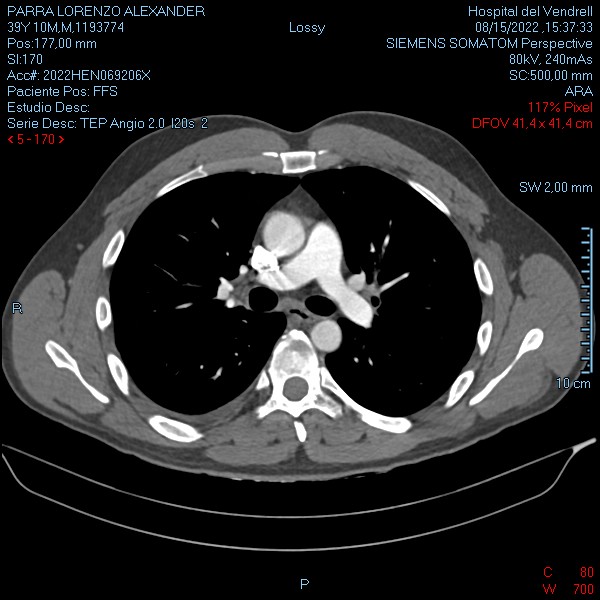 PARRA LORENZO ALEXANDER
39Y 10M,M,1193774
Pos:177,00 mm
SI:170
Acc#: 2022HEN069206X
Paciente Pos: FFS
Estudio Desc:
Serie Desc: TEP Angio 2.0 I20s 2
< 5 - 170 >
Lossy
Hospital del Vendrell
08/15/2022 ,15:37:33
SIEMENS SOMATOM Perspective
80kV, 240mAs
SC:500,00 mm
ARA
117% Pixel
DFOV 41,4 x 41,4 cm
SW 2,00 mm
R
10 cm
P
C 80
W 700